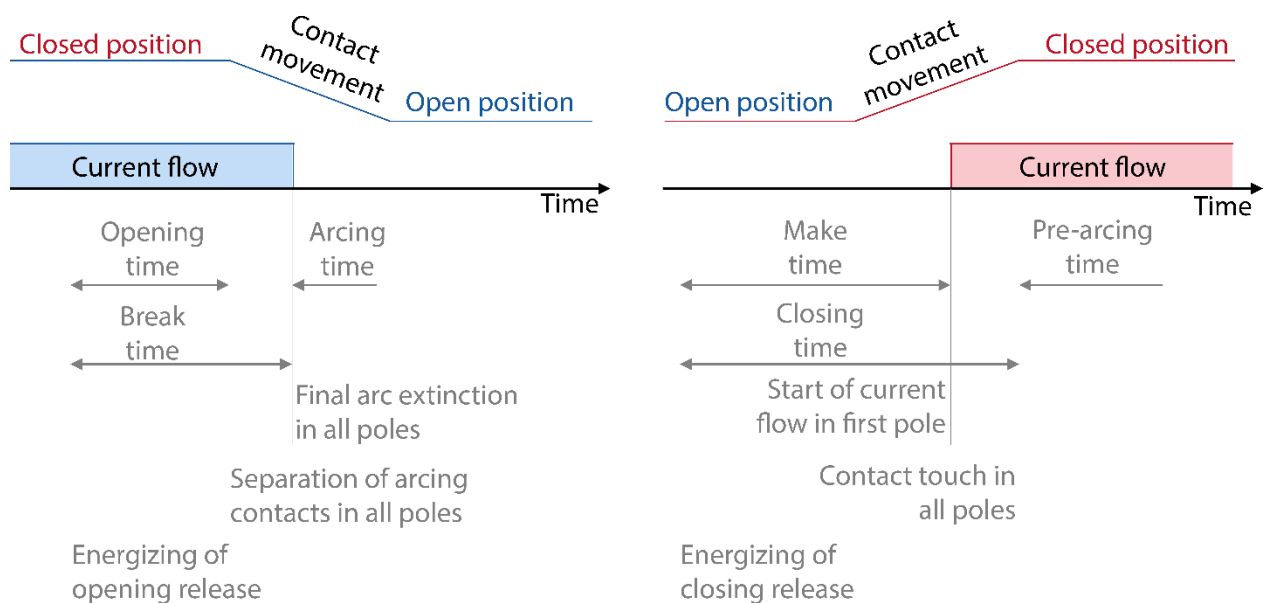 Closed position
Contact
movement
Open position
Current flow
Time
Opening
time
Arcing
time
Break
time
Final arc extinction
in all poles
Separation of arcing
contacts in all poles
Energizing of
opening release
Open position
Contact
movement
Closed position
Current flow
Time
Make
time
Pre-arcing
time
Closing
time
Start of current
flow in first pole
Contact touch in
all poles
Energizing of
closing release